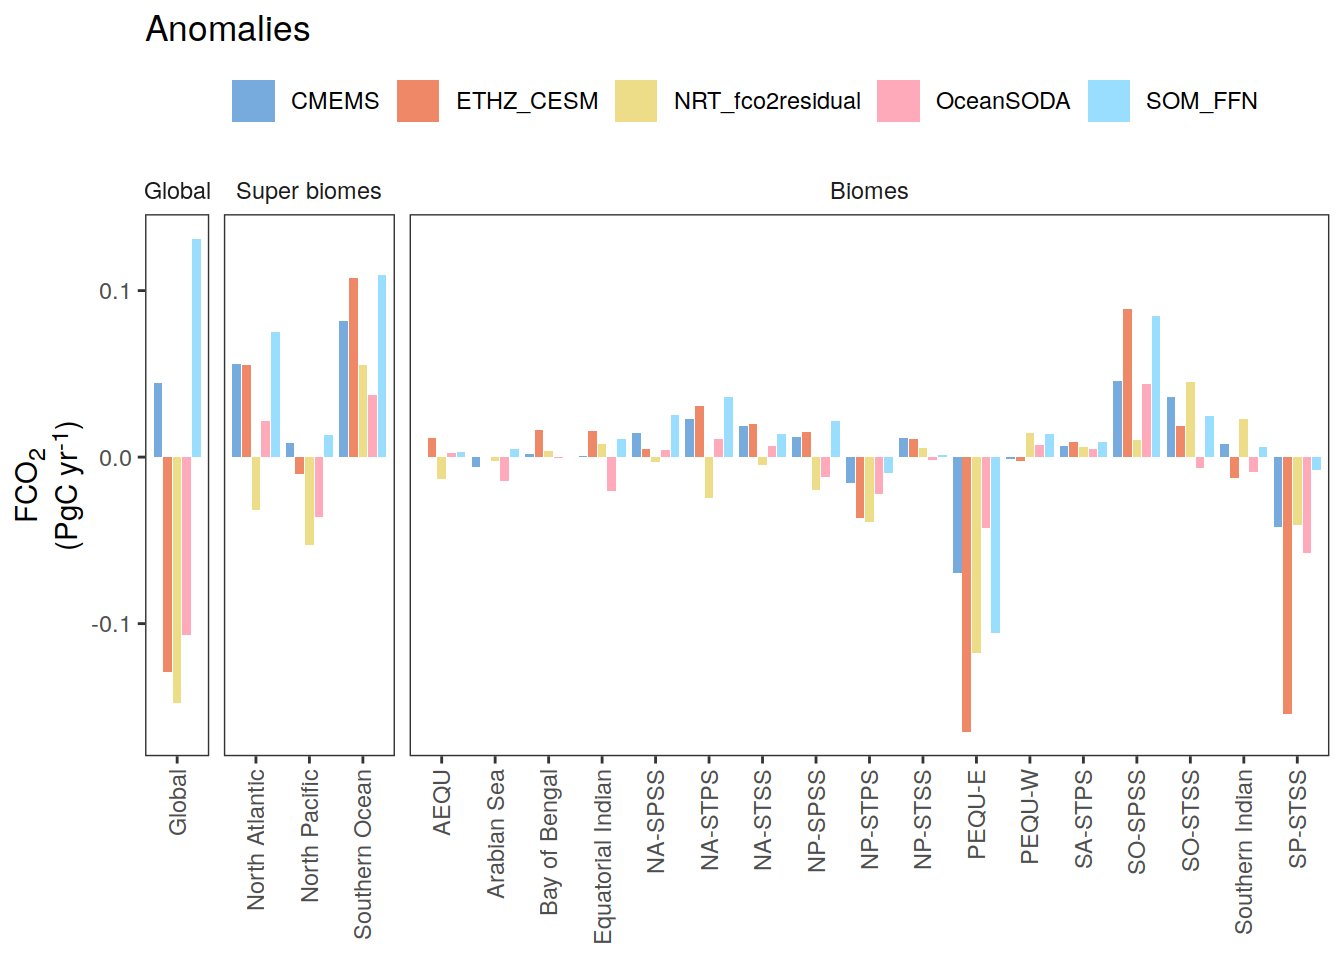 Anomalies
CMEMS ETHZ_CESM NRT_fco2residual OceanSODA SOM_FFN
Global Super biomes Biomes
FCO₂
(PgC yr⁻¹)
0.1
0.0
-0.1
Global
North Atlantic
North Pacific
Southern Ocean
AEQU
Arabian Sea
Bay of Bengal
Equatorial Indian
NA-SPSS
NA-STPS
NA-STSS
NP-SPSS
NP-STPS
NP-STSS
PEQU-E
PEQU-W
SA-STPS
SO-SPSS
SO-STSS
Southern Indian
SP-STSS